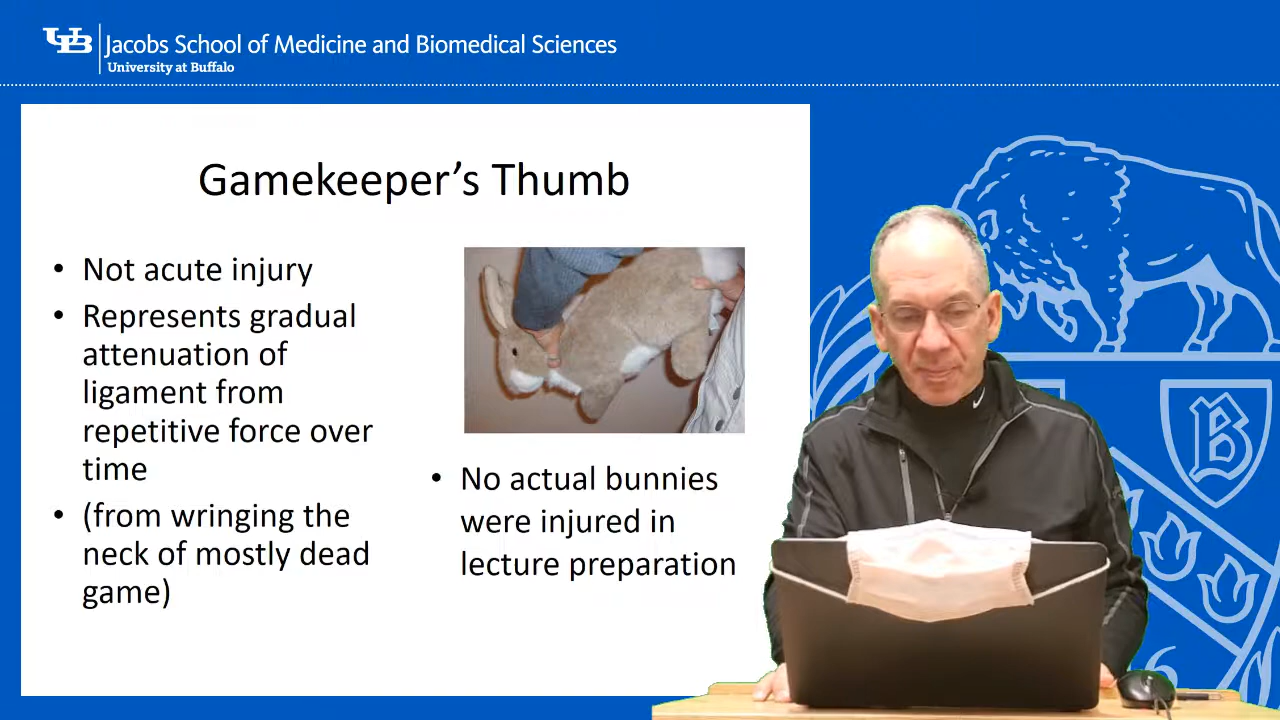 UB
Jacobs School of Medicine and Biomedical Sciences
University at Buffalo
Gamekeeper's Thumb
• Not acute injury
• Represents gradual
attenuation of
ligament from
repetitive force over
time
• (from wringing the
neck of mostly dead
game)
• No actual bunnies
were injured in
lecture preparation
B